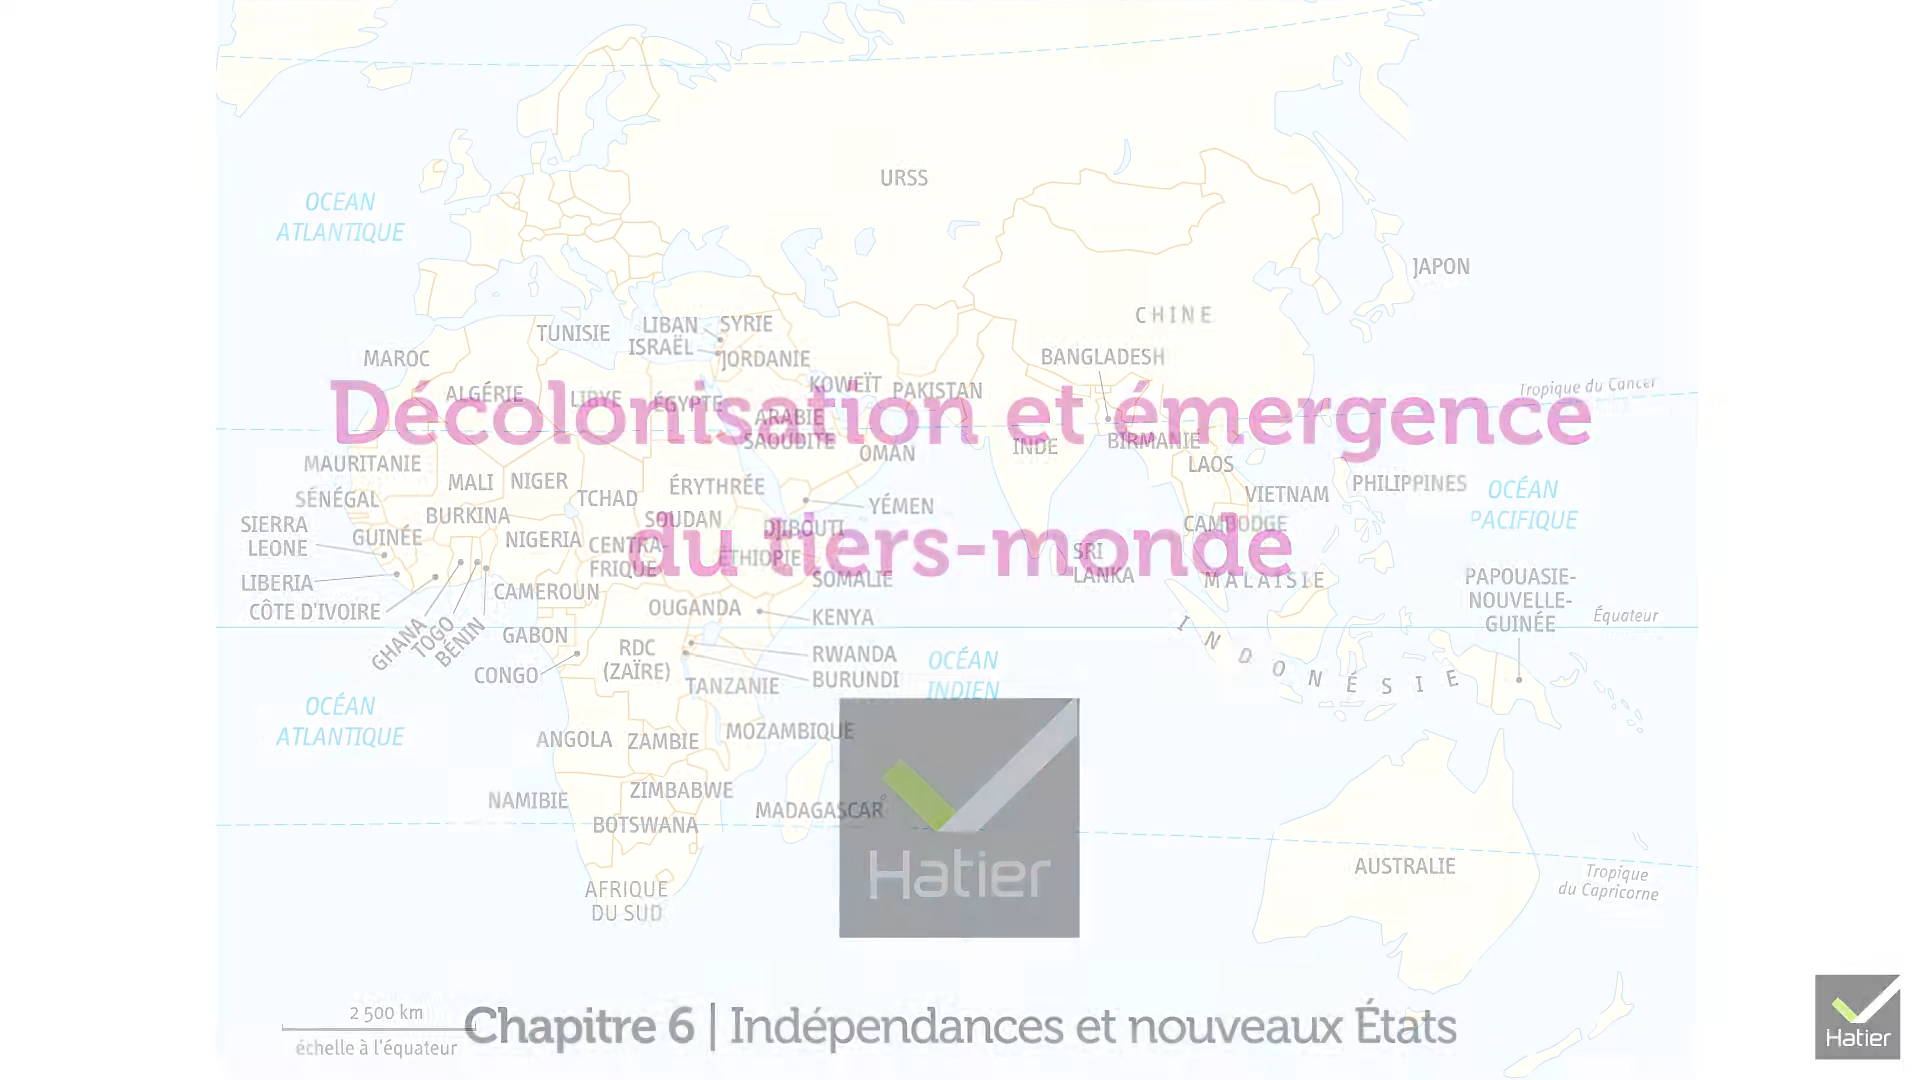 URSS
OCEAN
ATLANTIQUE
JAPON
CHINE
TUNISIE
LIBAN
SYRIE
ISRAËL
JORDANIE
MAROC
BANGLADESH
KOWEÏT
PAKISTAN
Tropique du Cancer
ALGÉRIE
LIBYE
ÉGYPTE
ARABIE
SAOUDITE
Décolonisation et émergence
OMAN
INDE
BIRMANIE
LAOS
MAURITANIE
MALI
NIGER
TCHAD
ÉRYTHRÉE
YÉMEN
VIETNAM
PHILIPPINES
OCÉAN
PACIFIQUE
SÉNÉGAL
BURKINA
SOUDAN
DJIBOUTI
CAMBODGE
SIERRA
LEONE
GUINÉE
NIGERIA
CENTRA-
FRIQUE
ÉTHIOPIE
SRI
LANKA
du tiers-monde
LIBERIA
CAMEROUN
SOMALIE
MALAISIE
PAPOUASIE-
NOUVELLE-
GUINÉE
CÔTE D'IVOIRE
OUGANDA
KENYA
Équateur
GHANA
TOGO
BÉNIN
GABON
RDC
(ZAÏRE)
RWANDA
BURUNDI
OCÉAN
INDIEN
INDONÉSIE
CONGO
TANZANIE
OCÉAN
ATLANTIQUE
ANGOLA
ZAMBIE
MOZAMBIQUE
NAMIBIE
ZIMBABWE
MADAGASCAR
BOTSWANA
AUSTRALIE
Tropique
du Capricorne
AFRIQUE
DU SUD
Hatier
2 500 km
échelle à l'équateur
Chapitre 6 | Indépendances et nouveaux États
Hatier